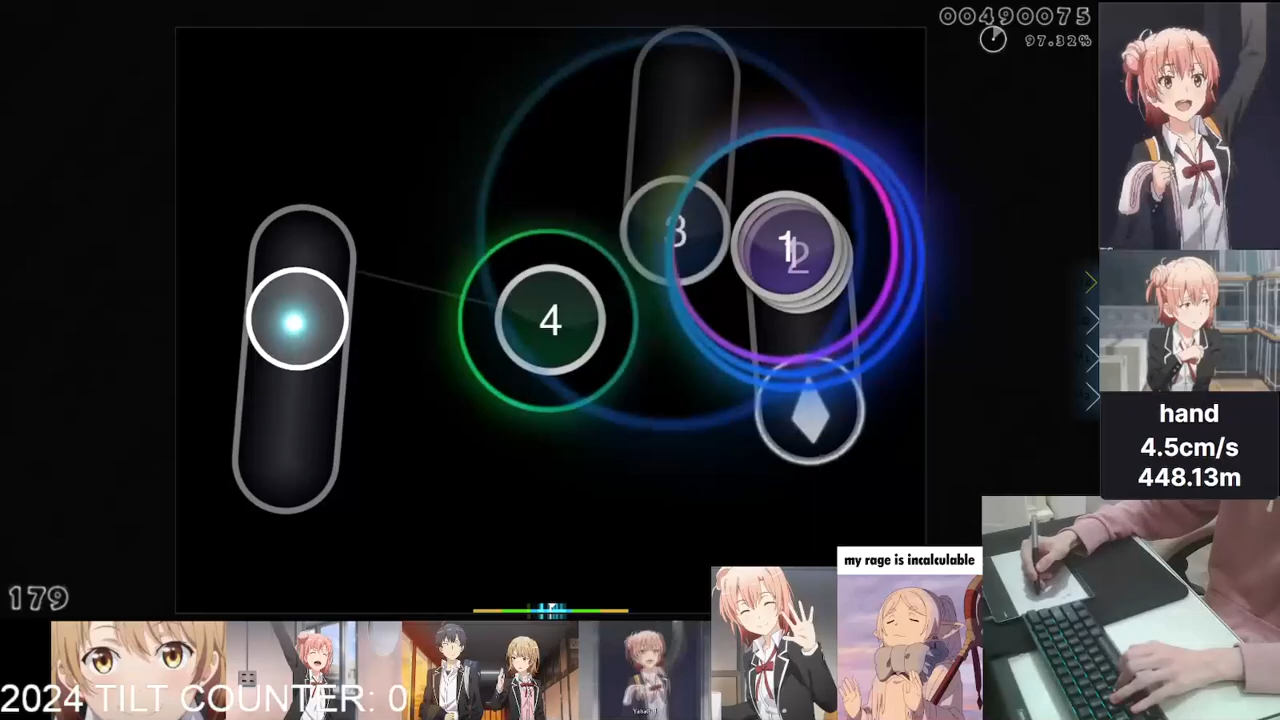 00490075
97.32%
3
1
2
4
hand
4.5cm/s
448.13m
my rage is incalculable
179
2024 TILT COUNTER: 0